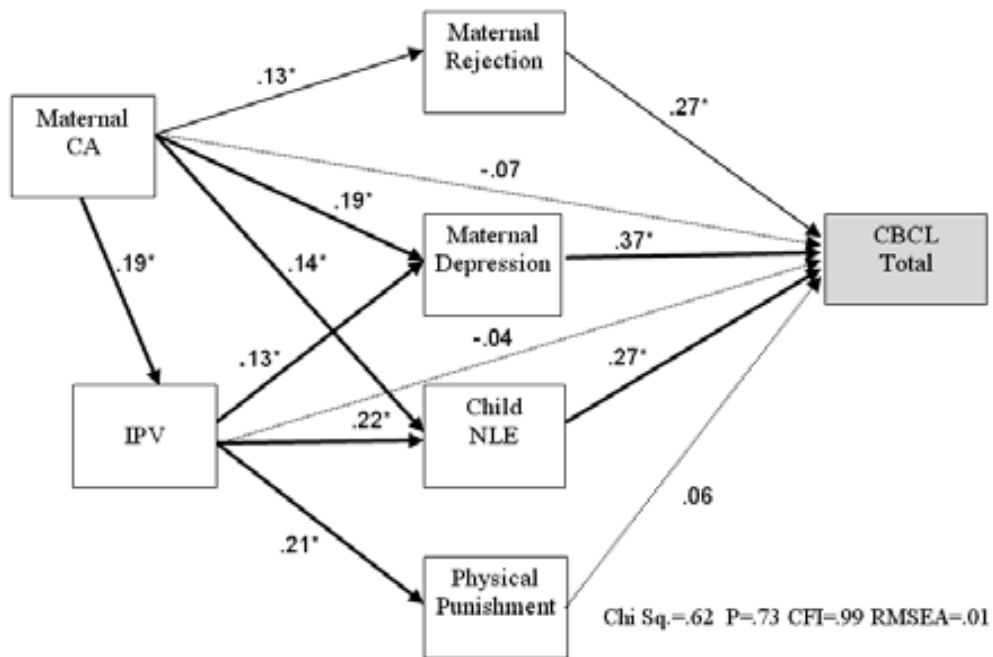 Maternal
Rejection
.13*
.27*
Maternal
CA
-.07
.19*
Maternal
Depression
.37*
CBCL
Total
.19*
.14*
-.04
.13*
.27*
IPV
.22*
Child
NLE
.06
.21*
Physical
Punishment
Chi Sq.=.62 P=.73 CFI=.99 RMSEA=.01